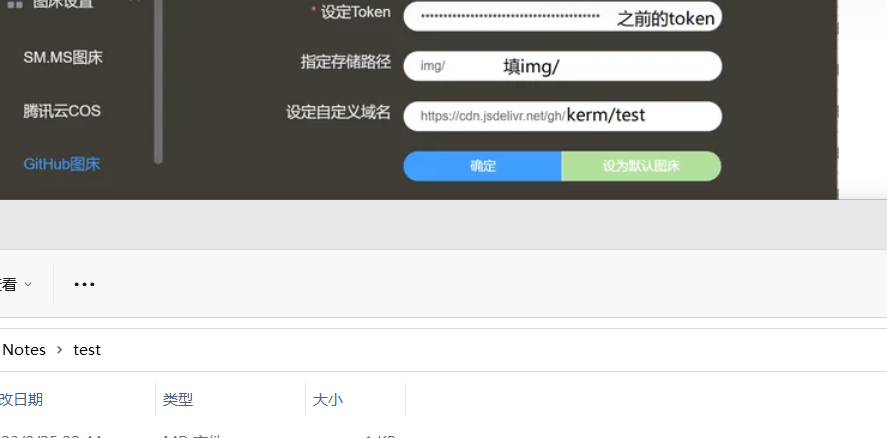 图床设置
* 设定Token ········································ 之前的token
SM.MS图床
指定存储路径 img/ 填img/
腾讯云COS
设定自定义域名 https://cdn.jsdelivr.net/gh/kerm/test
GitHub图床
确定 设为默认图床
查看
Notes > test
改日期 类型 大小